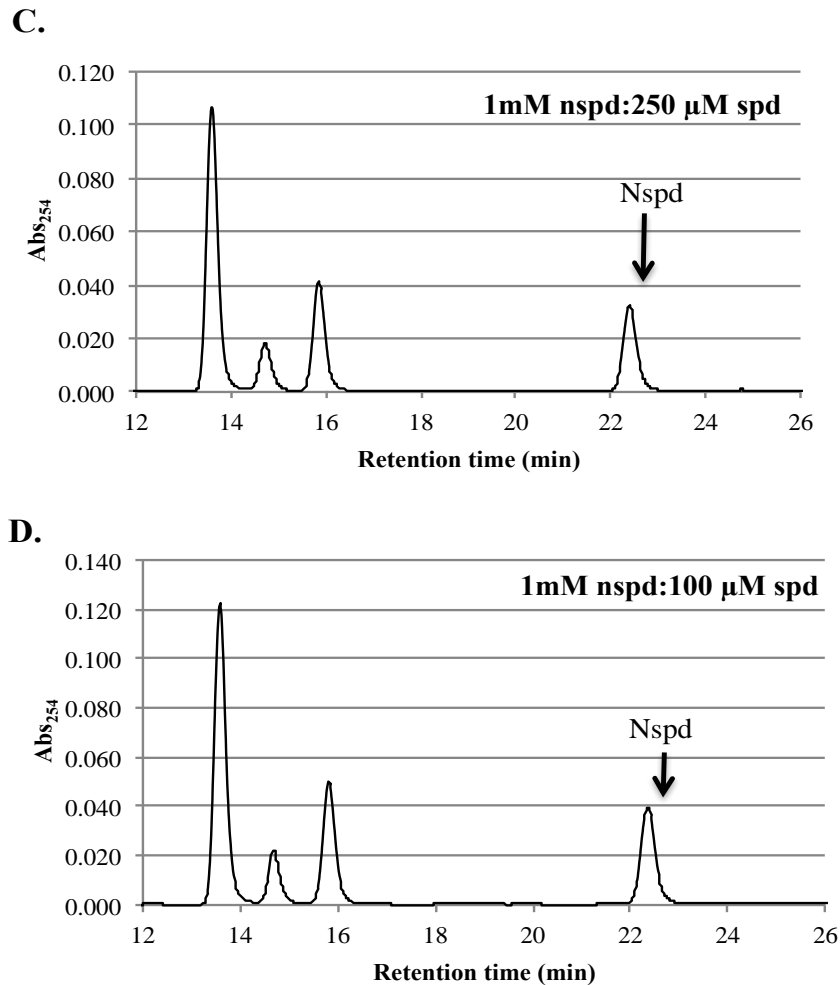 C.
1mM nspd:250 μM spd
Nspd
Abs254
0.120
0.100
0.080
0.060
0.040
0.020
0.000
12 14 16 18 20 22 24 26
Retention time (min)
D.
1mM nspd:100 μM spd
Nspd
Abs254
0.140
0.120
0.100
0.080
0.060
0.040
0.020
0.000
12 14 16 18 20 22 24 26
Retention time (min)